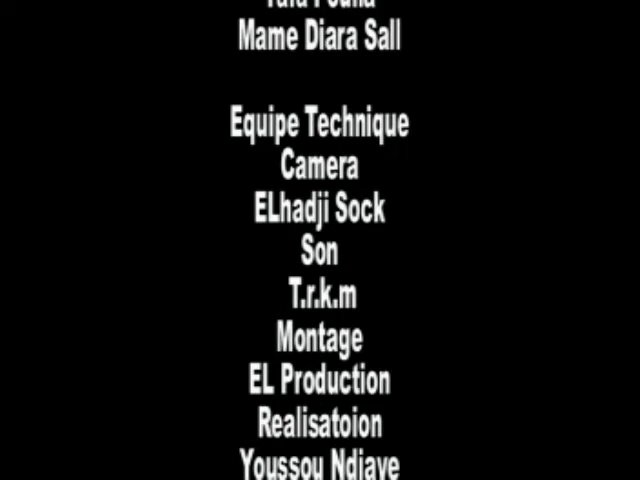 Mame Diara Sall
Equipe Technique
Camera
ELhadji Sock
Son
T.r.k.m
Montage
EL Production
Realisatoion
Youssou Ndiaye